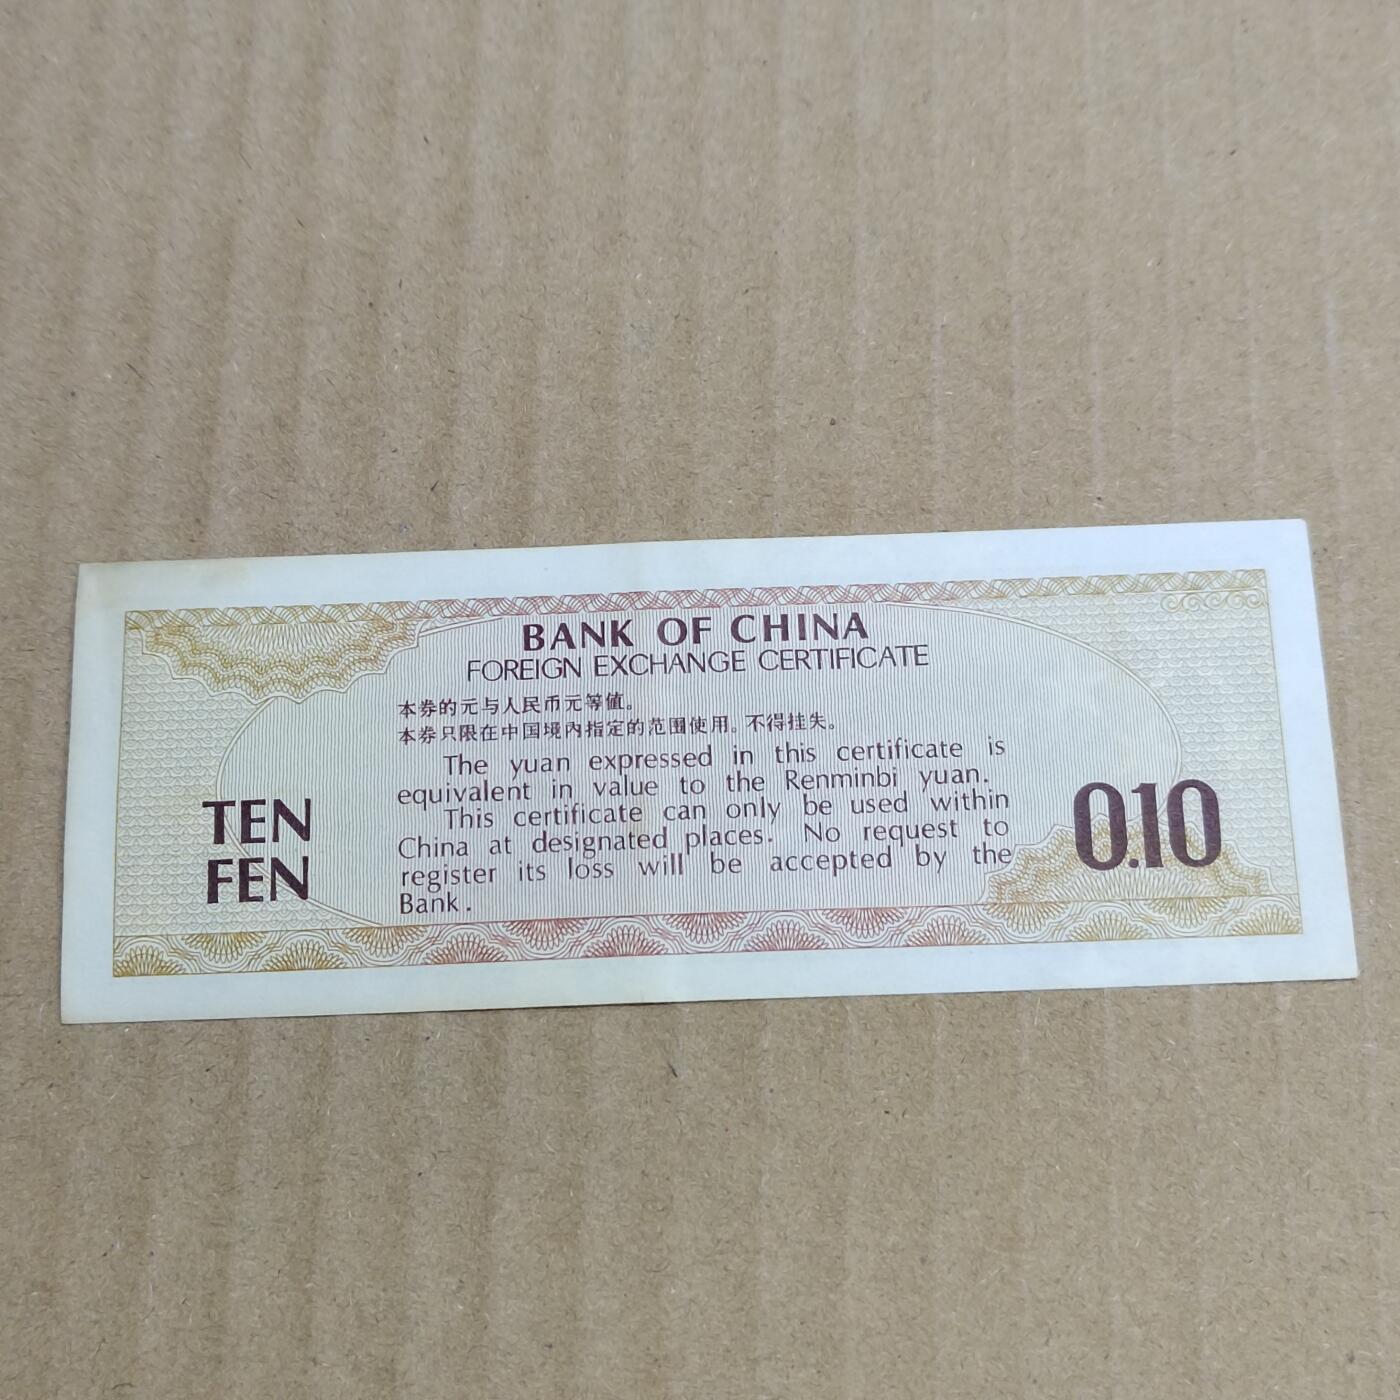 BANK OF CHINA
FOREIGN EXCHANGE CERTIFICATE
本券的元与人民币元等值。
本券只限在中国境内指定的范围使用。不得挂失。
The yuan expressed in this certificate is
equivalent in value to the Renminbi yuan.
This certificate can only be used within
China at designated places. No request to
register its loss will be accepted by the
Bank.
TEN
FEN
0.10